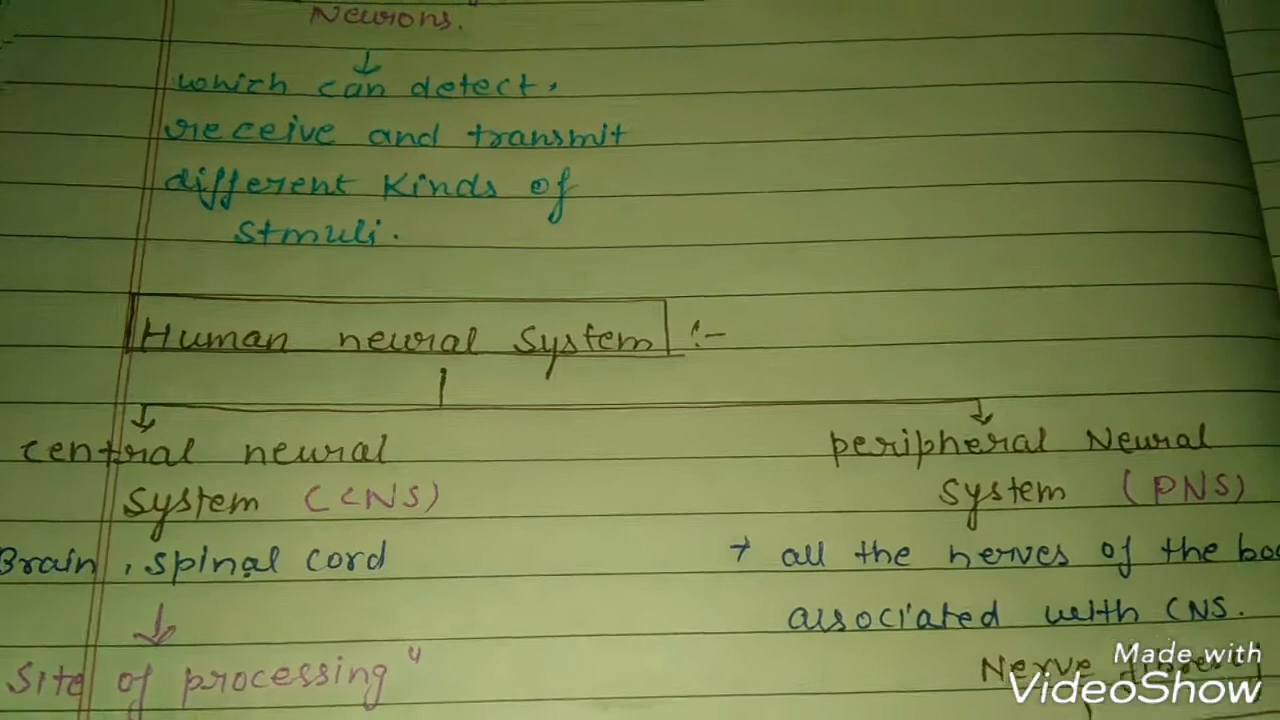 Neurons.
↓
which can detect,
receive and transmit
different kinds of
stmuli.
Human neural system :-
central neural
system (CNS)
Brain, spinal cord
↓
Site of processing"
peripheral Neural
system (PNS)
→ all the nerves of the
associated with CNS.
Nerve
Made with
VideoShow